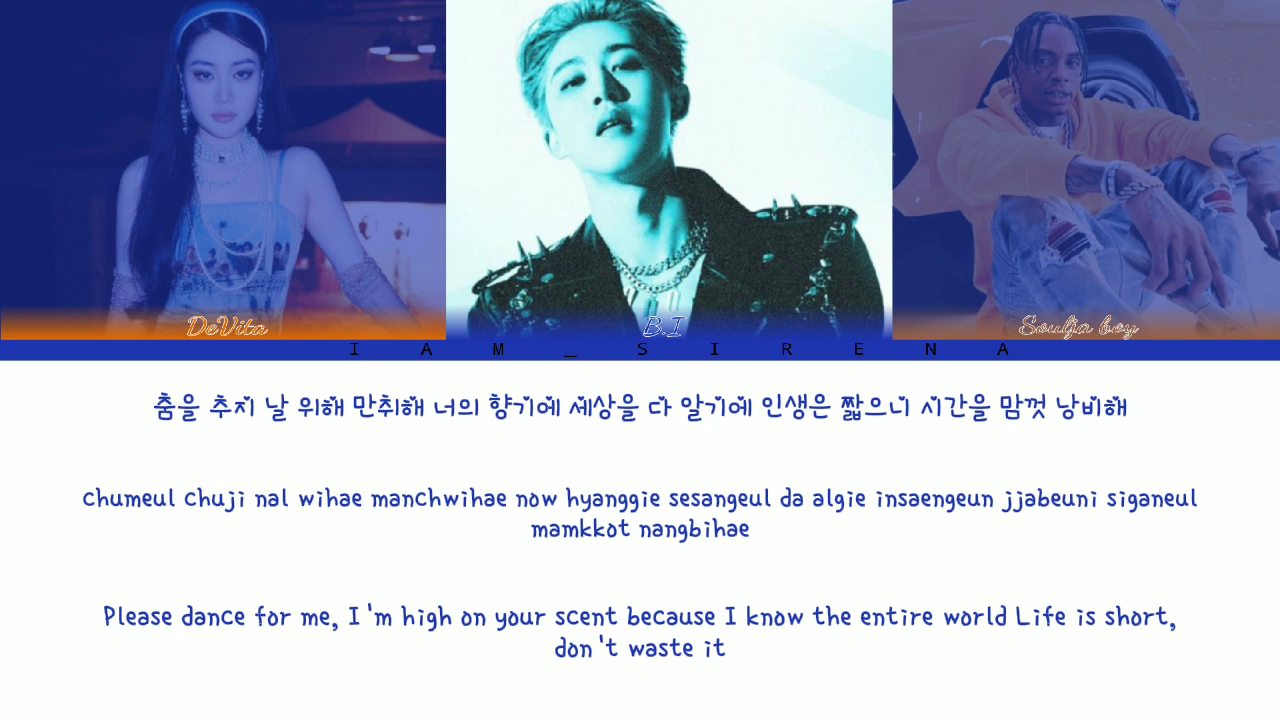 DeVita
B.I
Soulja boy
I A M _ S I R E N A
춤을 추지 날 위해 만취해 너의 향기에 세상을 다 알기에 인생은 짧으니 시간을 맘껏 낭비해
chumeul chuji nal wihae manchwihae now hyanggie sesangeul da algie insaengeun jjabeuni siganeul
mamkkot nangbihae
Please dance for me, I'm high on your scent because I know the entire world Life is short,
don't waste it